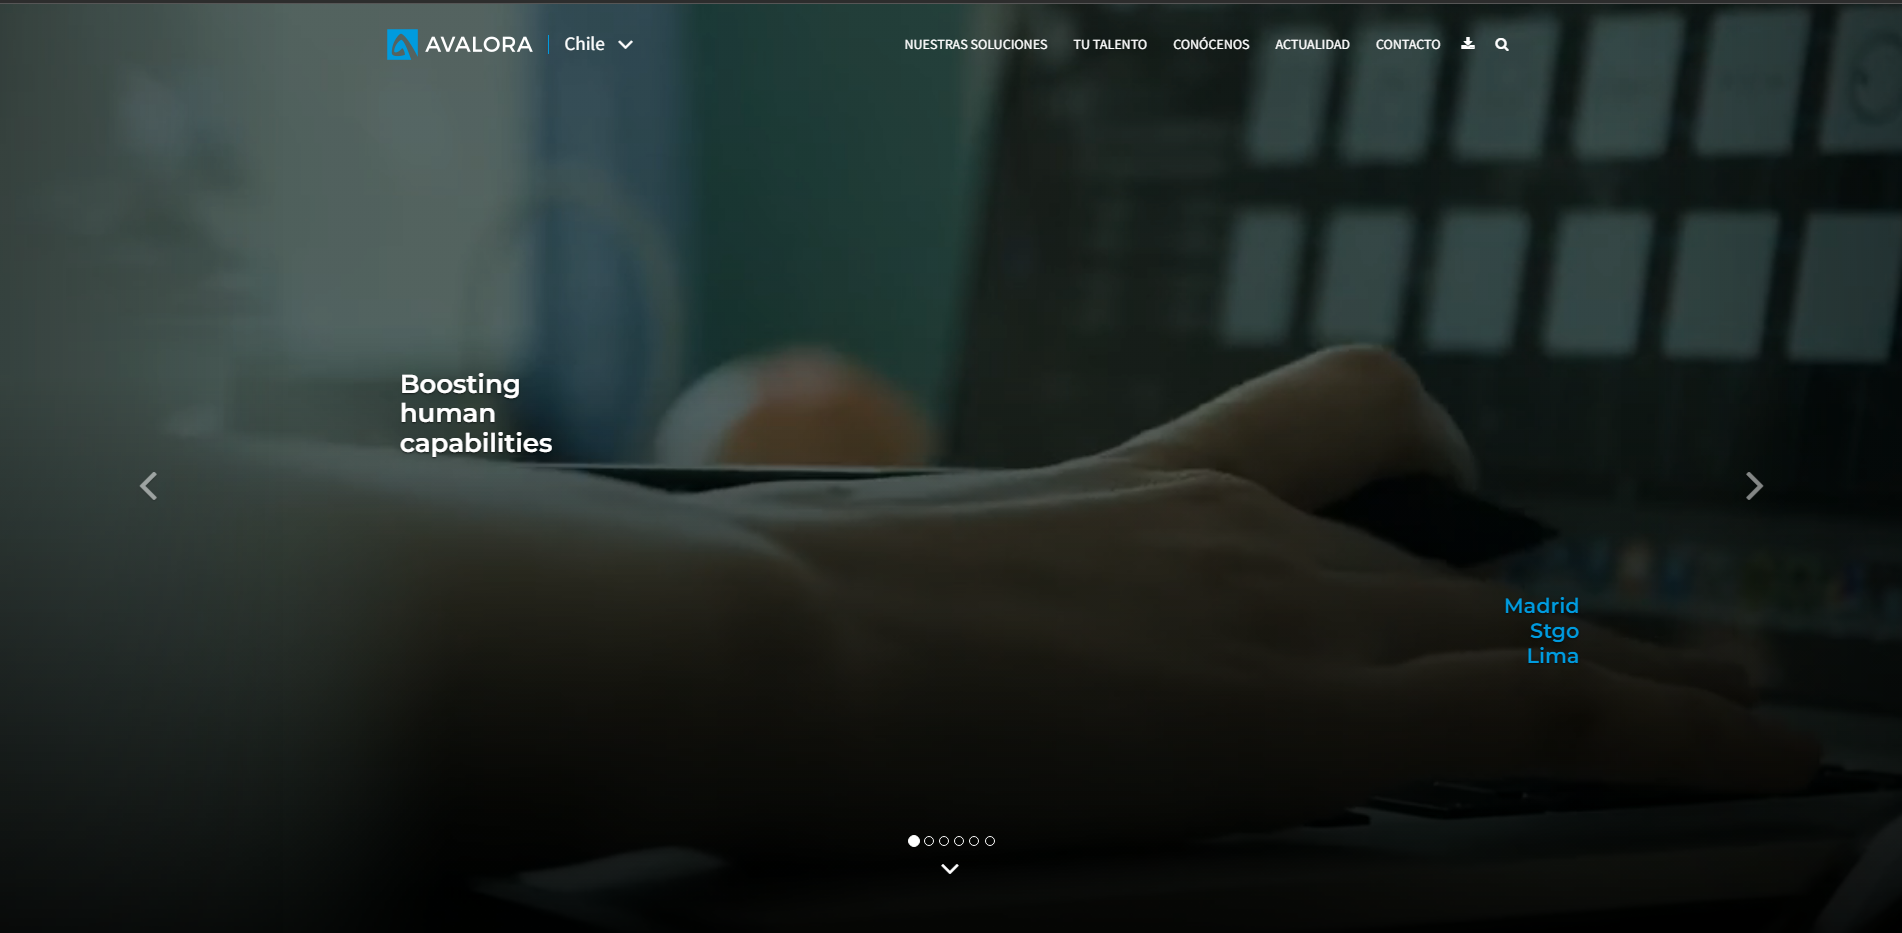 AVALORA | Chile
NUESTRAS SOLUCIONES
TU TALENTO
CONÓCENOS
ACTUALIDAD
CONTACTO
Boosting
human
capabilities
Madrid
Stgo
Lima